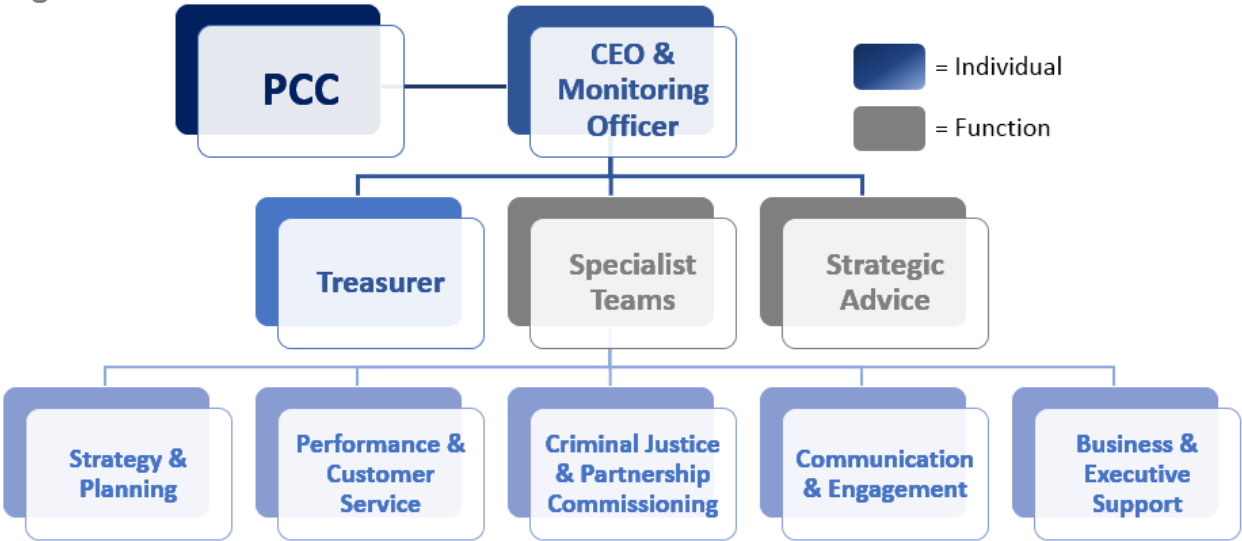 PCC
CEO &
Monitoring
Officer
= Individual
= Function
Treasurer
Specialist
Teams
Strategic
Advice
Strategy &
Planning
Performance &
Customer
Service
Criminal Justice
& Partnership
Commissioning
Communication
& Engagement
Business &
Executive
Support